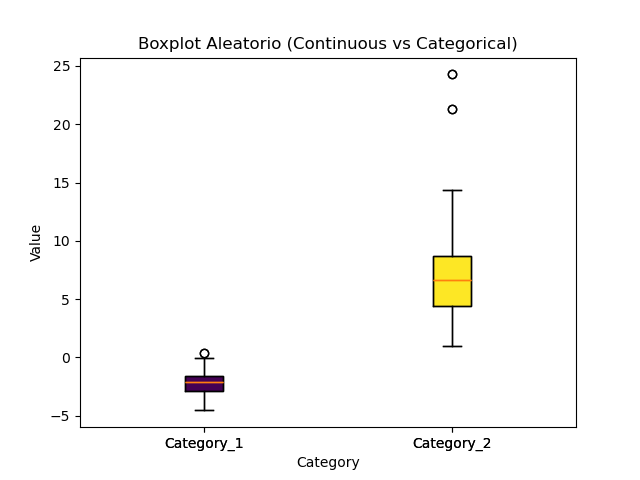 Boxplot Aleatorio (Continuous vs Categorical)
25
20
15
10
5
0
−5
Value
Category_1
Category_2
Category